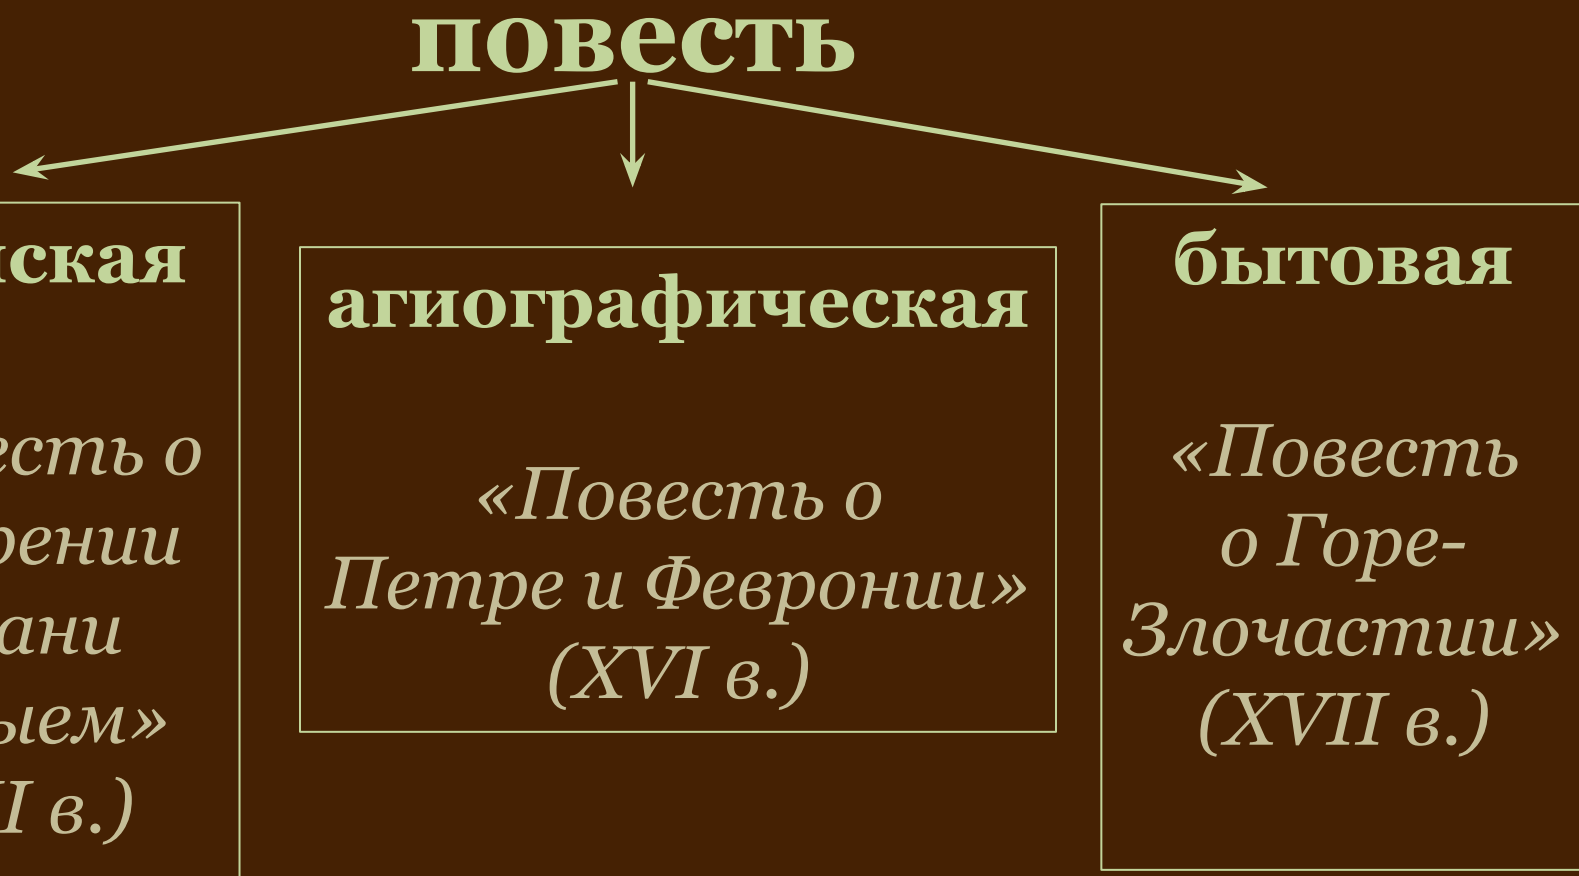 повесть
ская
есть о
рении
ани
ыем»
I в.)
агиографическая
«Повесть о
Петре и Февронии»
(XVI в.)
бытовая
«Повесть
о Горе-
Злочастии»
(XVII в.)